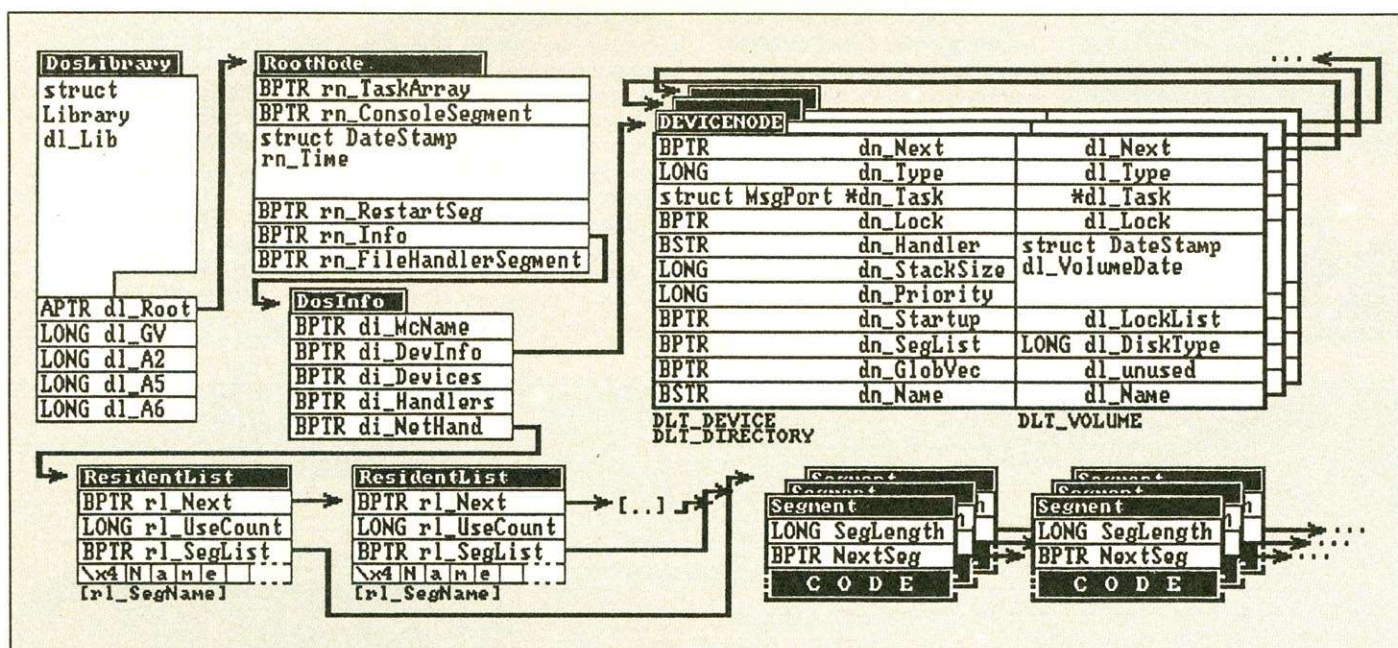 DosLibrary
struct
Library
dl_Lib
APTR dl_Root
LONG dl_GV
LONG dl_A2
LONG dl_A5
LONG dl_A6
RootNode
BPTR rn_TaskArray
BPTR rn_ConsoleSegment
struct DateStamp
rn_Time
BPTR rn_RestartSeg
BPTR rn_Info
BPTR rn_FileHandlerSegment
DosInfo
BPTR di_McName
BPTR di_DevInfo
BPTR di_Devices
BPTR di_Handlers
BPTR di_NetHand
...
DEVICENODE
BPTR dn_Next dl_Next
LONG dn_Type dl_Type
struct MsgPort *dn_Task *dl_Task
BPTR dn_Lock dl_Lock
BSTR dn_Handler struct DateStamp
LONG dn_StackSize dl_VolumeDate
LONG dn_Priority
BPTR dn_Startup dl_LockList
BPTR dn_SegList LONG dl_DiskType
BPTR dn_GlobVec dl_unused
BSTR dn_Name dl_Name
DLT_DEVICE DLT_VOLUME
DLT_DIRECTORY
ResidentList
BPTR rl_Next
LONG rl_UseCount
BPTR rl_SegList
\x4 N a m e
[rl_SegName]
ResidentList
BPTR rl_Next
LONG rl_UseCount
BPTR rl_SegList
\x4 N a m e
[rl_SegName]
[..]
Segment
Segment
Segment
LONG SegLength
BPTR NextSeg
C O D E
Segment
Segment
Segment
LONG SegLength
BPTR NextSeg
C O D E